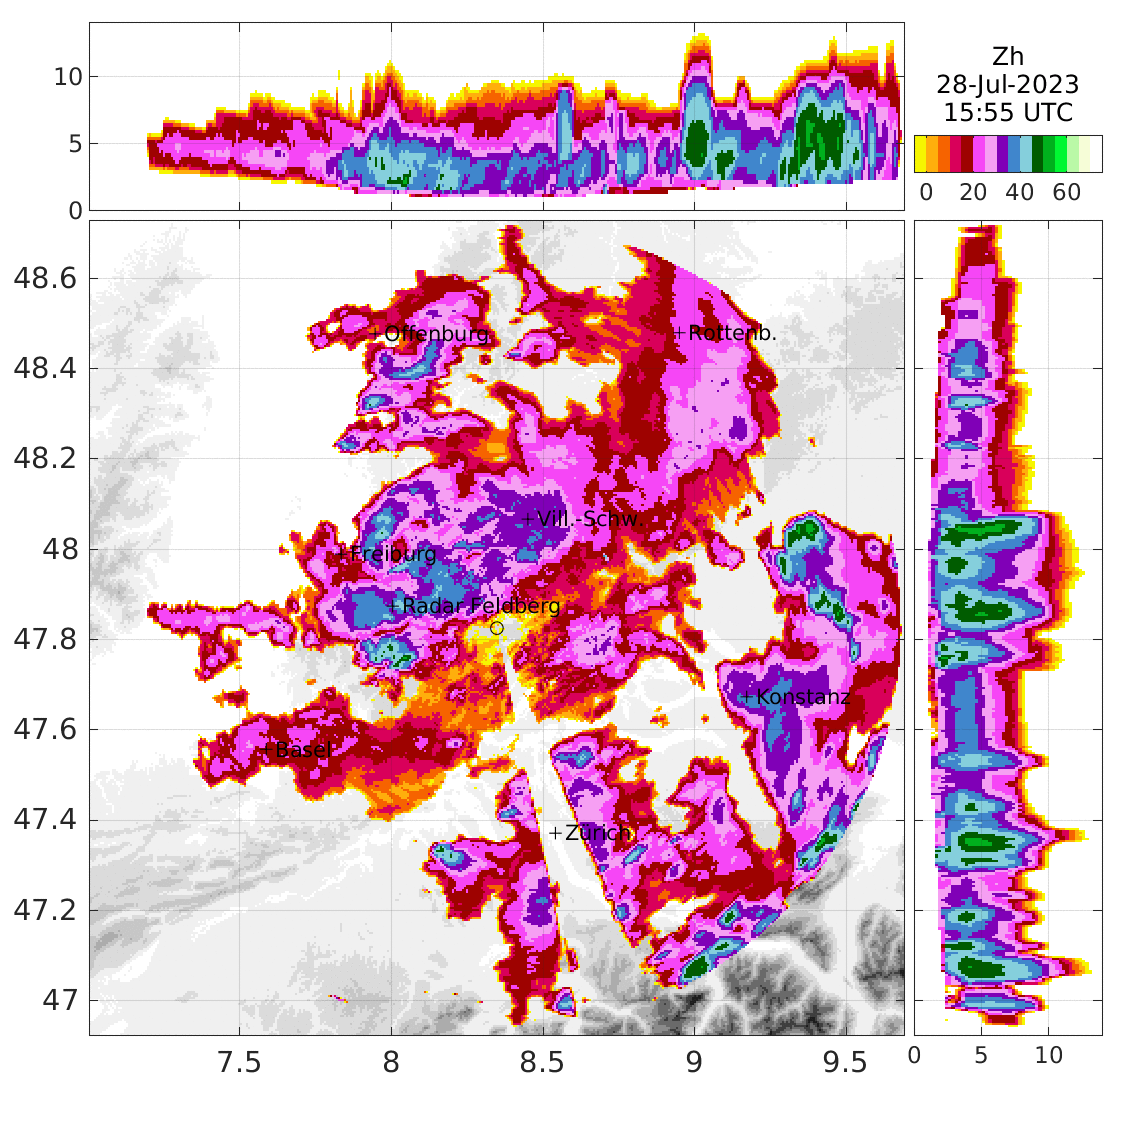 10
5
0
Zh
28-Jul-2023
15:55 UTC
0 20 40 60
48.6
48.4
48.2
48
47.8
47.6
47.4
47.2
47
+Offenburg
+Rottenb.
+Vill.-Schw.
+Freiburg
+Radar Feldberg
+Konstanz
+Basel
+Zürich
7.5 8 8.5 9 9.5
0 5 10